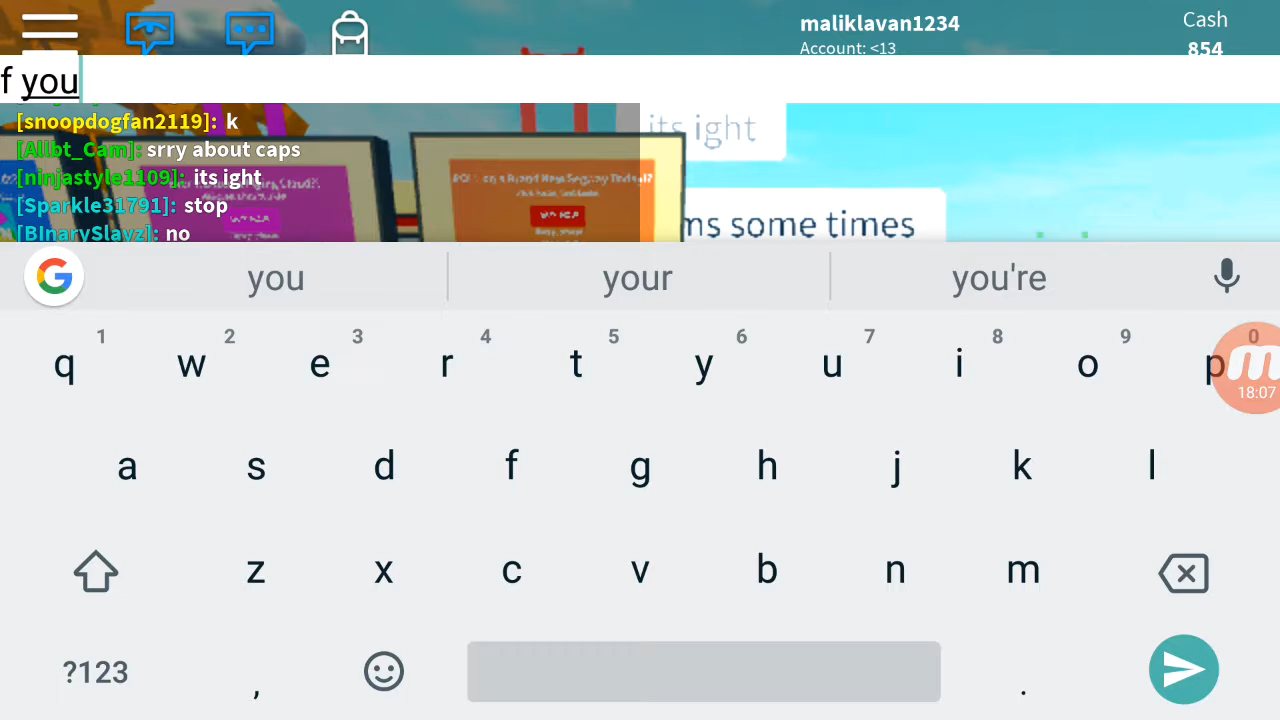 maliklavan1234
Account: <13
Cash
854
f you
[snoopdogfan2119]: k
[Allbt_Cam]: srry about caps
[ninjastyle1109]: its ight
[Sparkle31791]: stop
[BInarySlayz]: no
its ight
ms some times
you your you're
1 2 3 4 5 6 7 8 9 0
q w e r t y u i o p
18:07
a s d f g h j k l
z x c v b n m
?123 , .